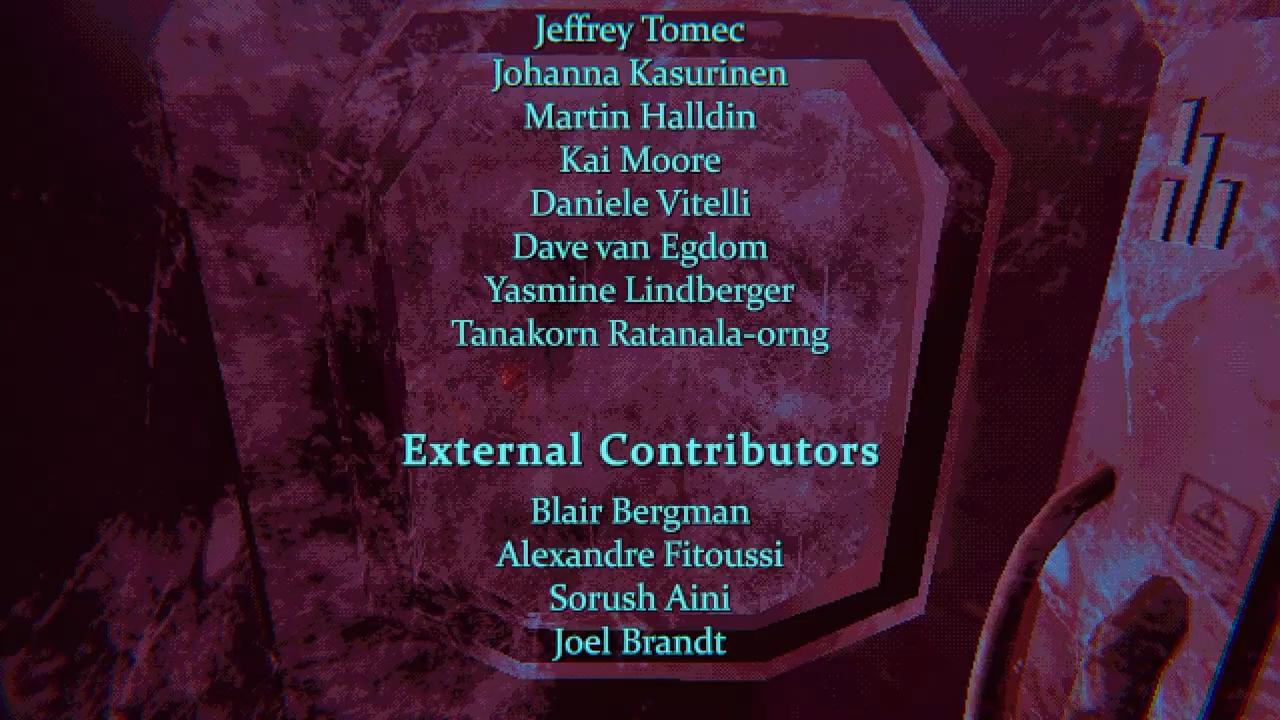 Jeffrey Tomec
Johanna Kasurinen
Martin Halldin
Kai Moore
Daniele Vitelli
Dave van Egdom
Yasmine Lindberger
Tanakorn Ratanala-orng
External Contributors
Blair Bergman
Alexandre Fitoussi
Sorush Aini
Joel Brandt